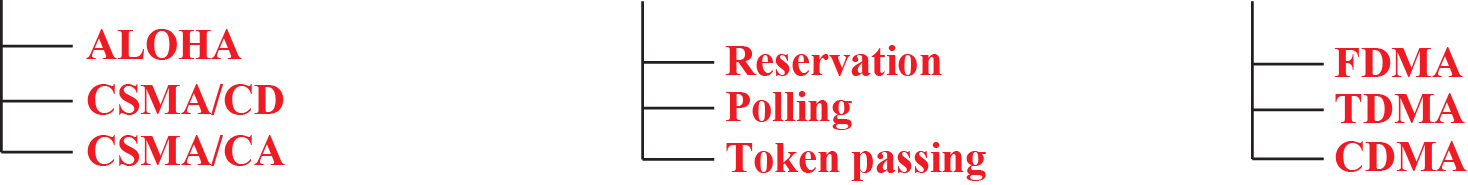 ALOHA
CSMA/CD
CSMA/CA
Reservation
Polling
Token passing
FDMA
TDMA
CDMA